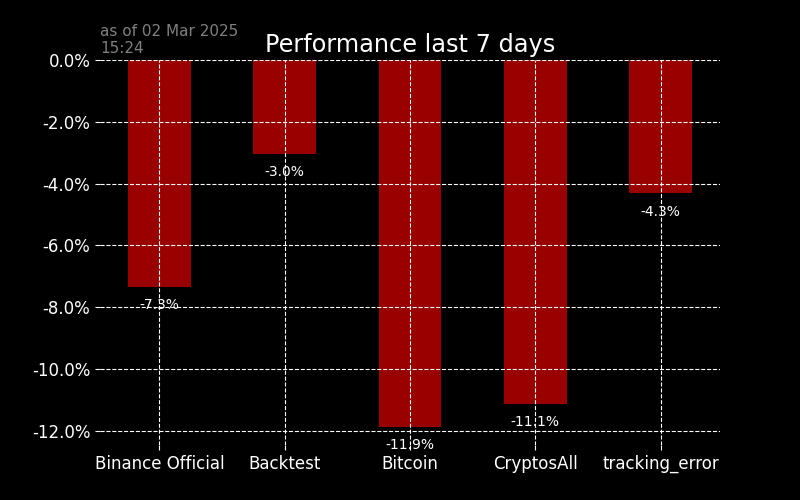 as of 02 Mar 2025
15:24
Performance last 7 days
0.0%
-2.0%
-4.0%
-6.0%
-8.0%
-10.0%
-12.0%
-7.3%
-3.0%
-11.9%
-11.1%
-4.3%
Binance Official
Backtest
Bitcoin
CryptosAll
tracking_error